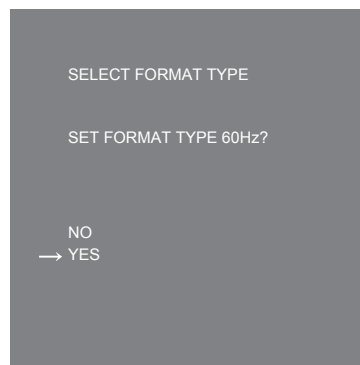 SELECT FORMAT TYPE
SET FORMAT TYPE 60Hz?
NO
→ YES